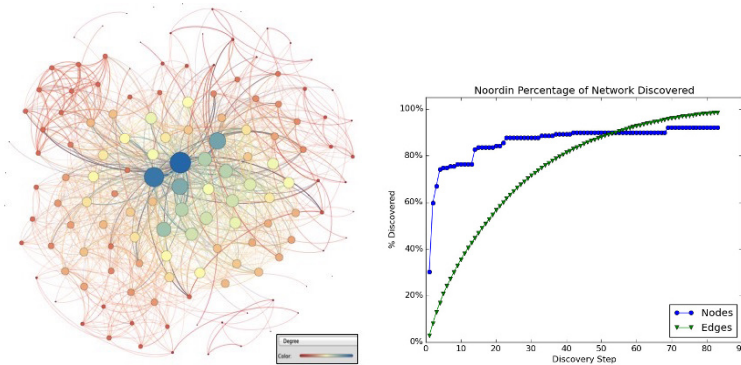 Degree
Color
Noordin Percentage of Network Discovered
100%
80%
60%
40%
20%
0%
% Discovered
Nodes
Edges
0 10 20 30 40 50 60 70 80 90
Discovery Step